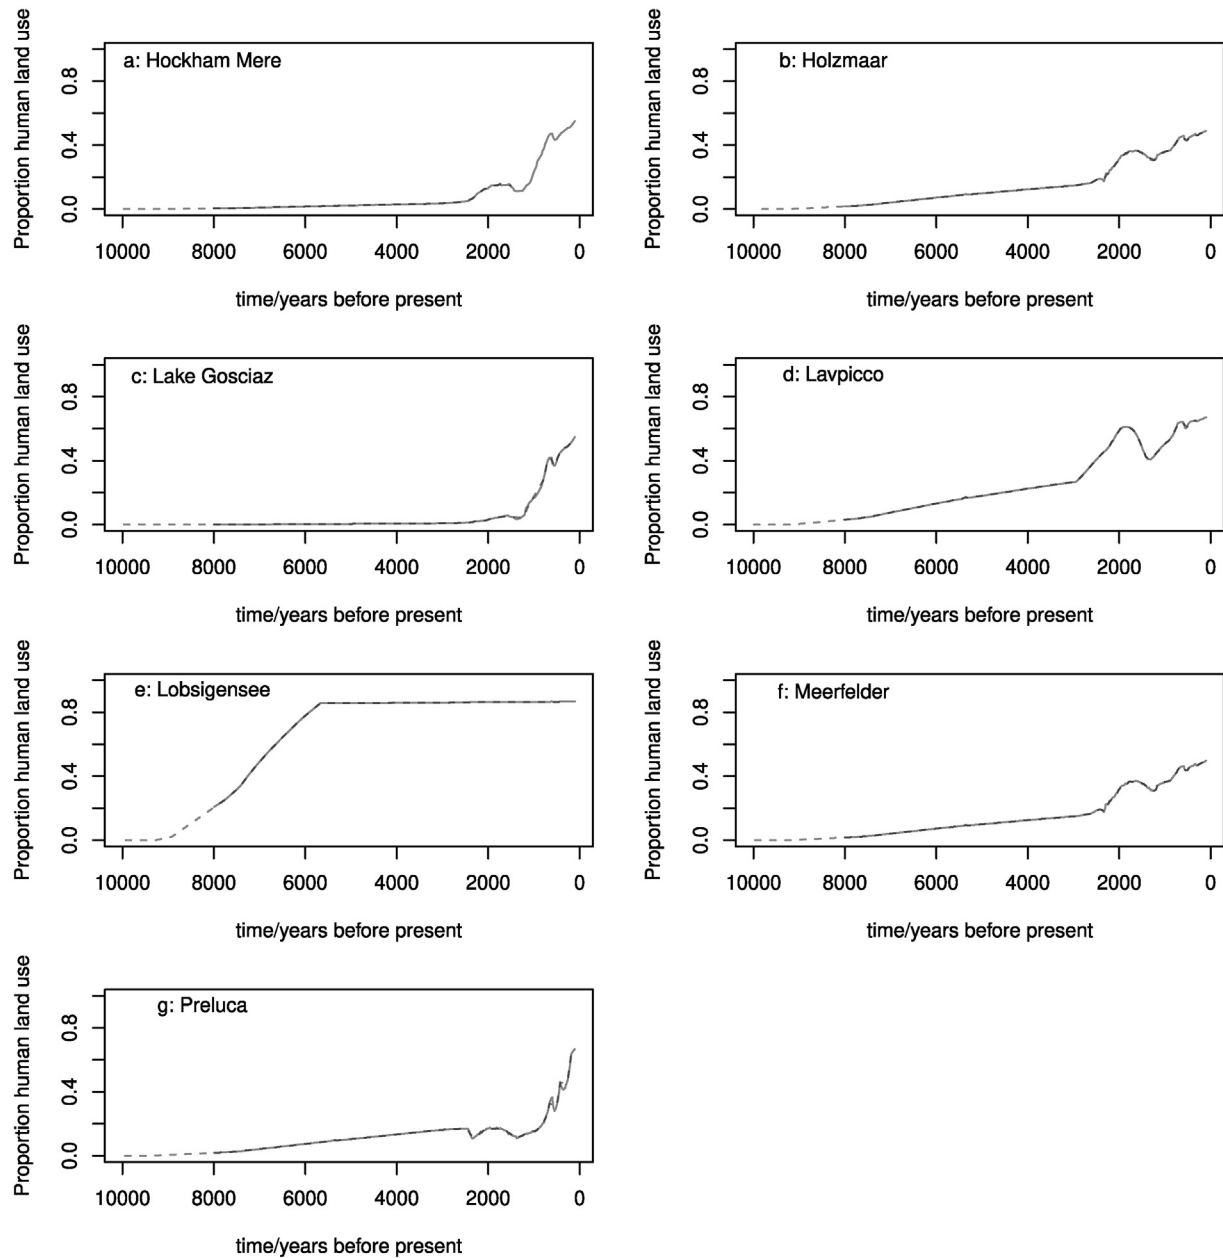 a: Hockham Mere
Proportion human land use
0.8
0.4
0.0
10000 8000 6000 4000 2000 0
time/years before present
b: Holzmaar
Proportion human land use
0.8
0.4
0.0
10000 8000 6000 4000 2000 0
time/years before present
c: Lake Gosciaz
Proportion human land use
0.8
0.4
0.0
10000 8000 6000 4000 2000 0
time/years before present
d: Lavpicco
Proportion human land use
0.8
0.4
0.0
10000 8000 6000 4000 2000 0
time/years before present
e: Lobsigensee
Proportion human land use
0.8
0.4
0.0
10000 8000 6000 4000 2000 0
time/years before present
f: Meerfelder
Proportion human land use
0.8
0.4
0.0
10000 8000 6000 4000 2000 0
time/years before present
g: Preluca
Proportion human land use
0.8
0.4
0.0
10000 8000 6000 4000 2000 0
time/years before present